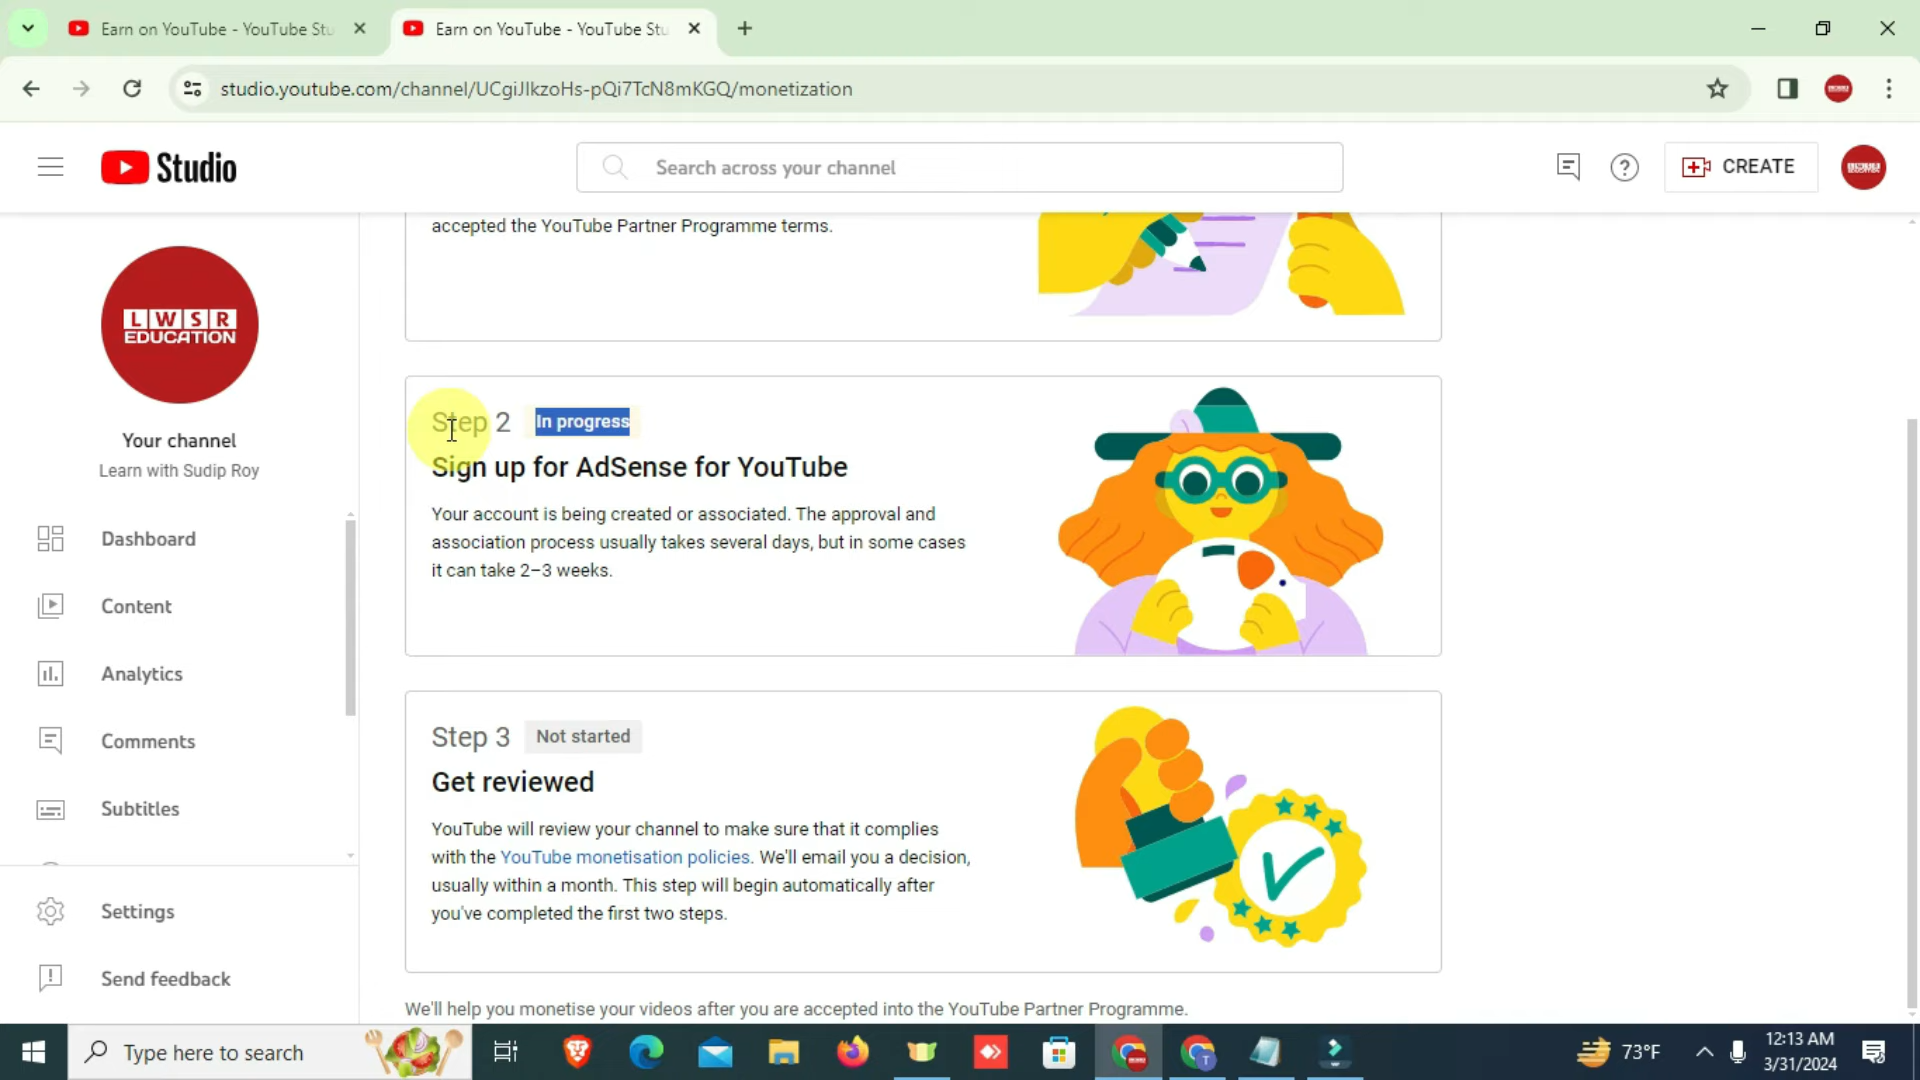 Earn on YouTube - YouTube Stu
Earn on YouTube - YouTube Stu
studio.youtube.com/channel/UCgiJIkzoHs-pQi7TcN8mKGQ/monetization
Studio
Search across your channel
CREATE
LWSR
EDUCATION
Your channel
Learn with Sudip Roy
Dashboard
Content
Analytics
Comments
Subtitles
Settings
Send feedback
accepted the YouTube Partner Programme terms.
Step 2 In progress
Sign up for AdSense for YouTube
Your account is being created or associated. The approval and
association process usually takes several days, but in some cases
it can take 2–3 weeks.
Step 3 Not started
Get reviewed
YouTube will review your channel to make sure that it complies
with the YouTube monetisation policies. We'll email you a decision,
usually within a month. This step will begin automatically after
you've completed the first two steps.
We'll help you monetise your videos after you are accepted into the YouTube Partner Programme.
Type here to search
T
73°F
12:13 AM
3/31/2024